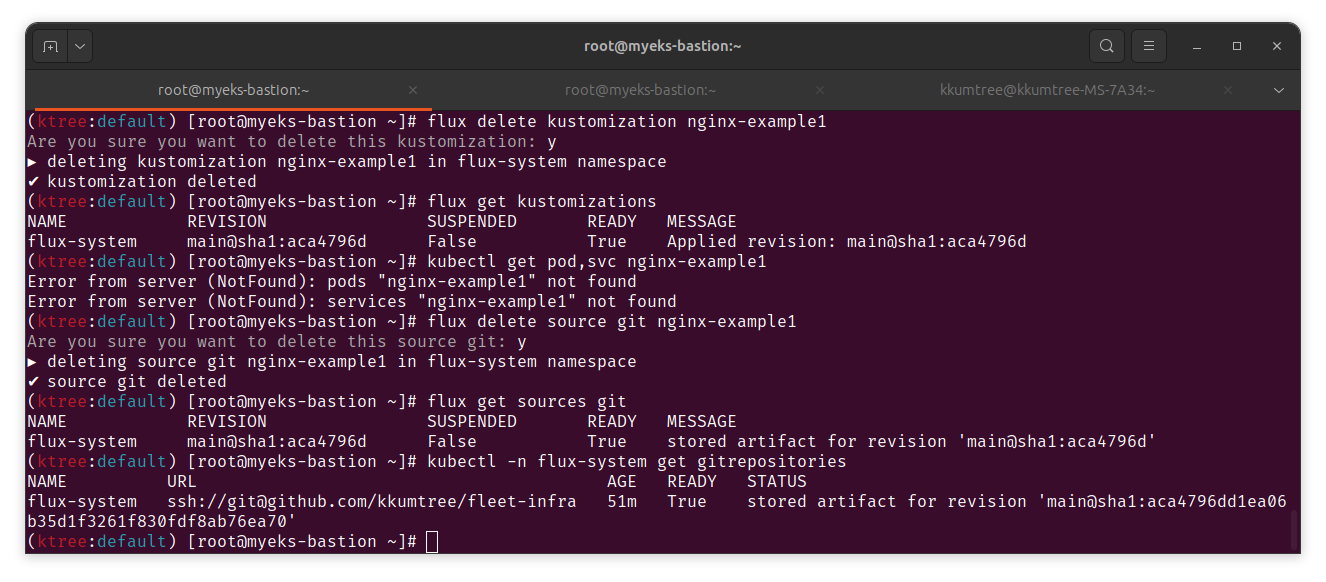 root@myeks-bastion:~
root@myeks-bastion:~
root@myeks-bastion:~
kkumtree@kkumtree-MS-7A34:~
(ktree:default) [root@myeks-bastion ~]# flux delete kustomization nginx-example1
Are you sure you want to delete this kustomization: y
► deleting kustomization nginx-example1 in flux-system namespace
✔ kustomization deleted
(ktree:default) [root@myeks-bastion ~]# flux get kustomizations
NAME REVISION SUSPENDED READY MESSAGE
flux-system main@sha1:aca4796d False True Applied revision: main@sha1:aca4796d
(ktree:default) [root@myeks-bastion ~]# kubectl get pod,svc nginx-example1
Error from server (NotFound): pods "nginx-example1" not found
Error from server (NotFound): services "nginx-example1" not found
(ktree:default) [root@myeks-bastion ~]# flux delete source git nginx-example1
Are you sure you want to delete this source git: y
► deleting source git nginx-example1 in flux-system namespace
✔ source git deleted
(ktree:default) [root@myeks-bastion ~]# flux get sources git
NAME REVISION SUSPENDED READY MESSAGE
flux-system main@sha1:aca4796d False True stored artifact for revision 'main@sha1:aca4796d'
(ktree:default) [root@myeks-bastion ~]# kubectl -n flux-system get gitrepositories
NAME URL AGE READY STATUS
flux-system ssh://git@github.com/kkumtree/fleet-infra 51m True stored artifact for revision 'main@sha1:aca4796dd1ea06
b35d1f3261f830fdf8ab76ea70'
(ktree:default) [root@myeks-bastion ~]#